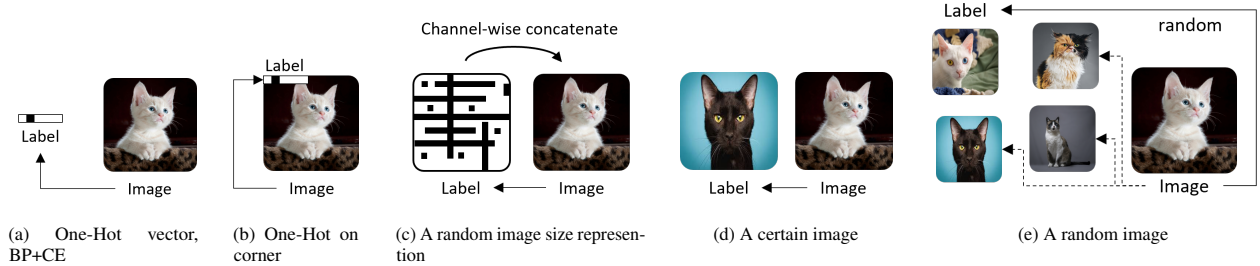 Label
Image
(a) One-Hot vector,
BP+CE
Label
Image
(b) One-Hot on
corner
Channel-wise concatenate
Label
Image
(c) A random image size represen-
tion
Label
Image
(d) A certain image
Label
random
Image
(e) A random image